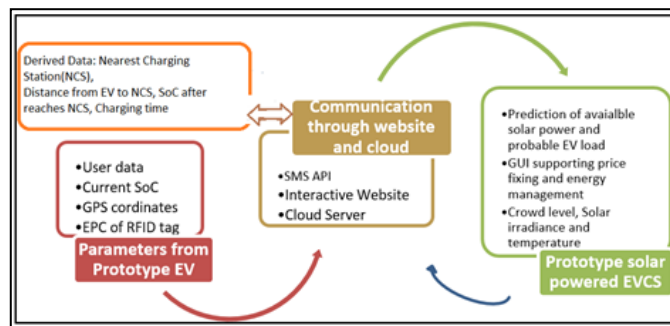 Derived Data: Nearest Charging
Station(NCS),
Distance from EV to NCS, SoC after
reaches NCS, Charging time
Communication
through website
and cloud
•SMS API
•Interactive Website
•Cloud Server
•User data
•Current SoC
•GPS cordinates
•EPC of RFID tag
Parameters from
Prototype EV
•Prediction of avaialble
solar power and
probable EV load
•GUI supporting price
fixing and energy
management
•Crowd level, Solar
irradiance and
temperature
Prototype solar
powered EVCS